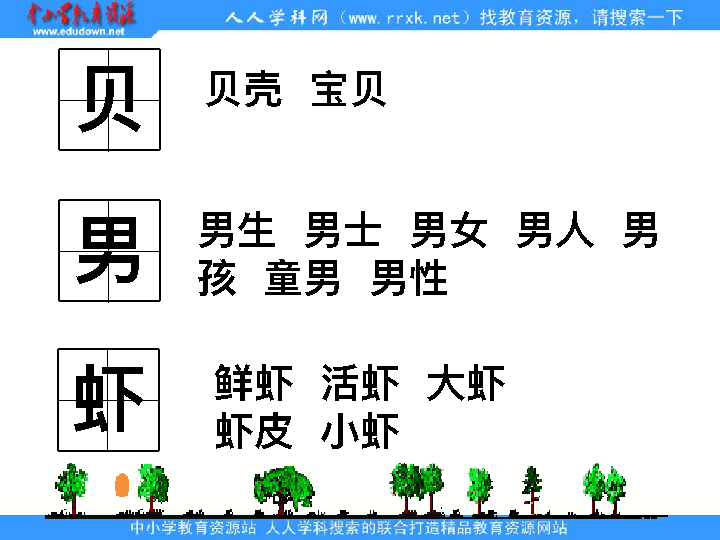 中小学教育资源
www.edudown.net
人人学科网（www.rrxk.net）找教育资源，请搜索一下
贝
贝壳 宝贝
男
男生 男士 男女 男人 男
孩 童男 男性
虾
鲜虾 活虾 大虾
虾皮 小虾
中小学教育资源站 人人学科搜索的联合打造精品教育资源网站